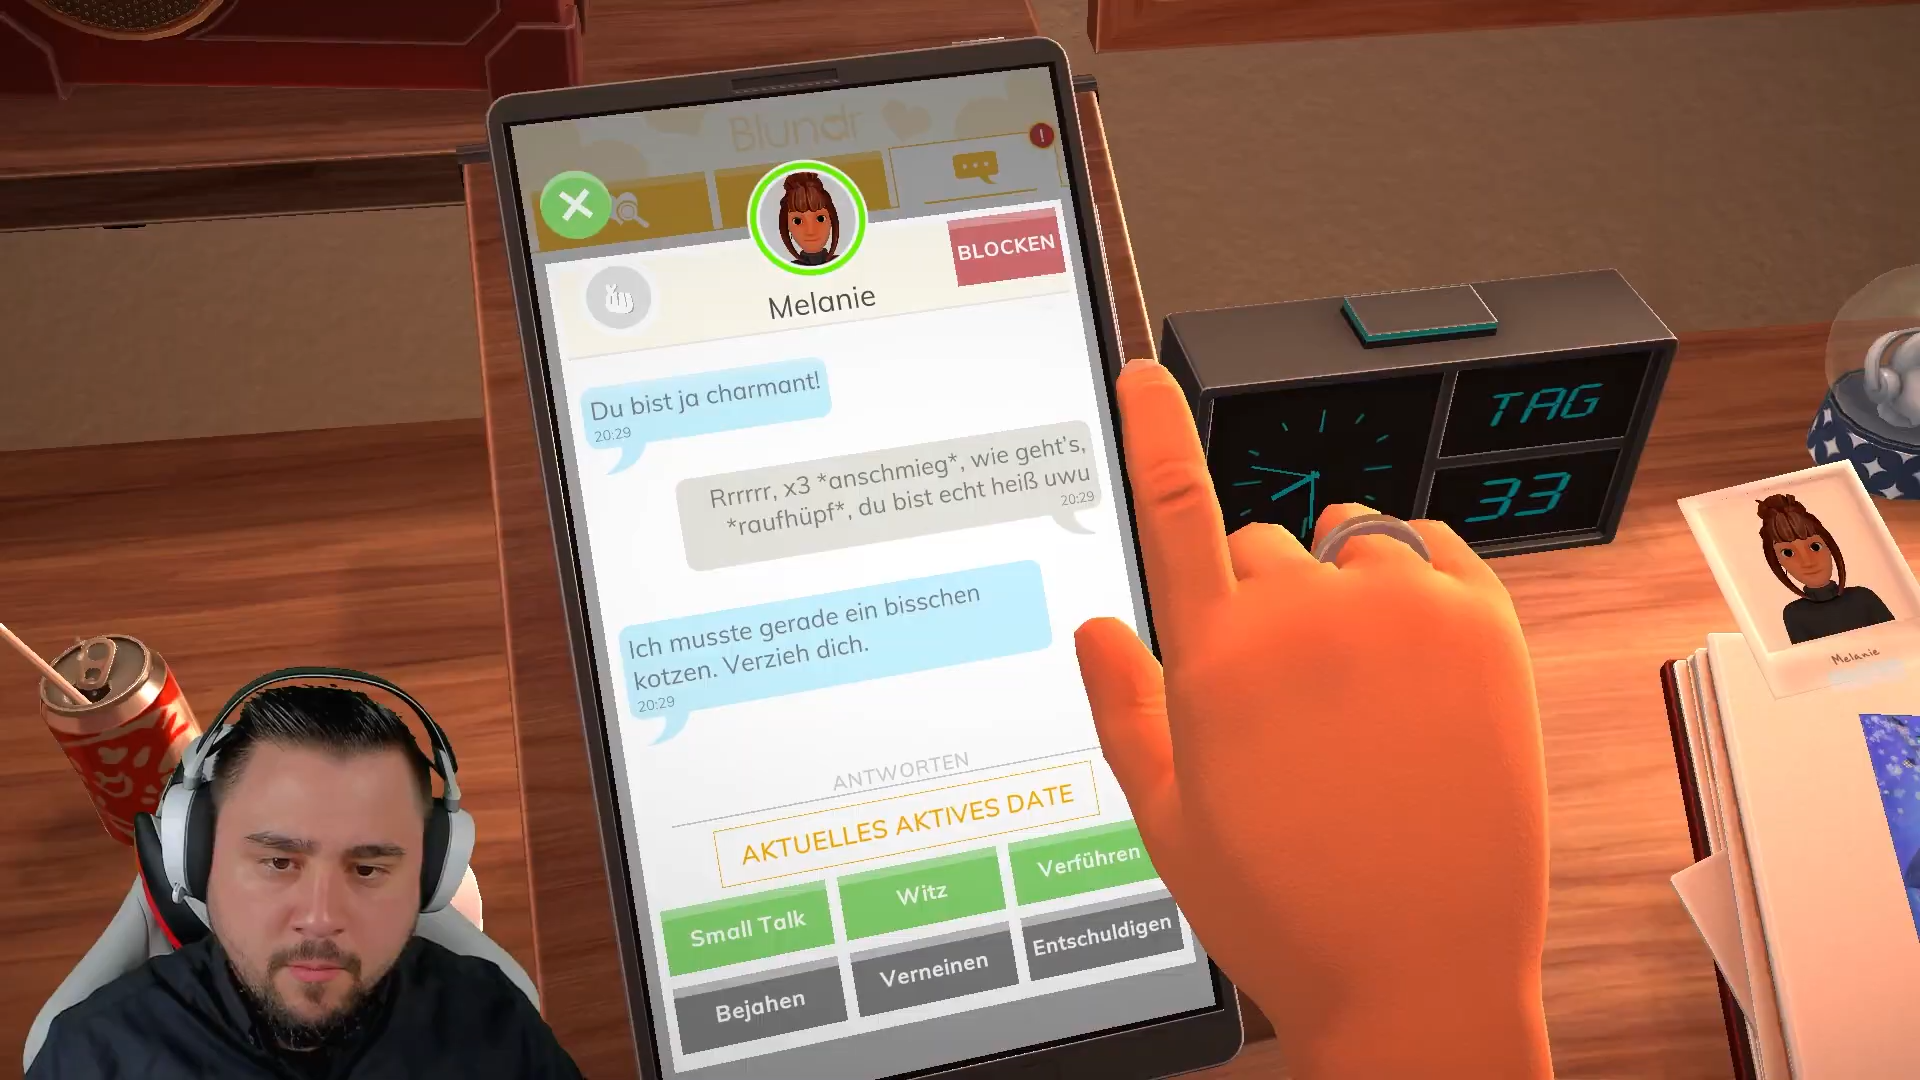 Blundr
!
BLOCKEN
Melanie
Du bist ja charmant!
20:29
Rrrrrr, x3 *anschmieg*, wie geht's,
*raufhüpf*, du bist echt heiß uwu
20:29
Ich musste gerade ein bisschen
kotzen. Verzieh dich.
20:29
ANTWORTEN
AKTUELLES AKTIVES DATE
Small Talk
Witz
Verführen
Bejahen
Verneinen
Entschuldigen
TAG
33
Melanie